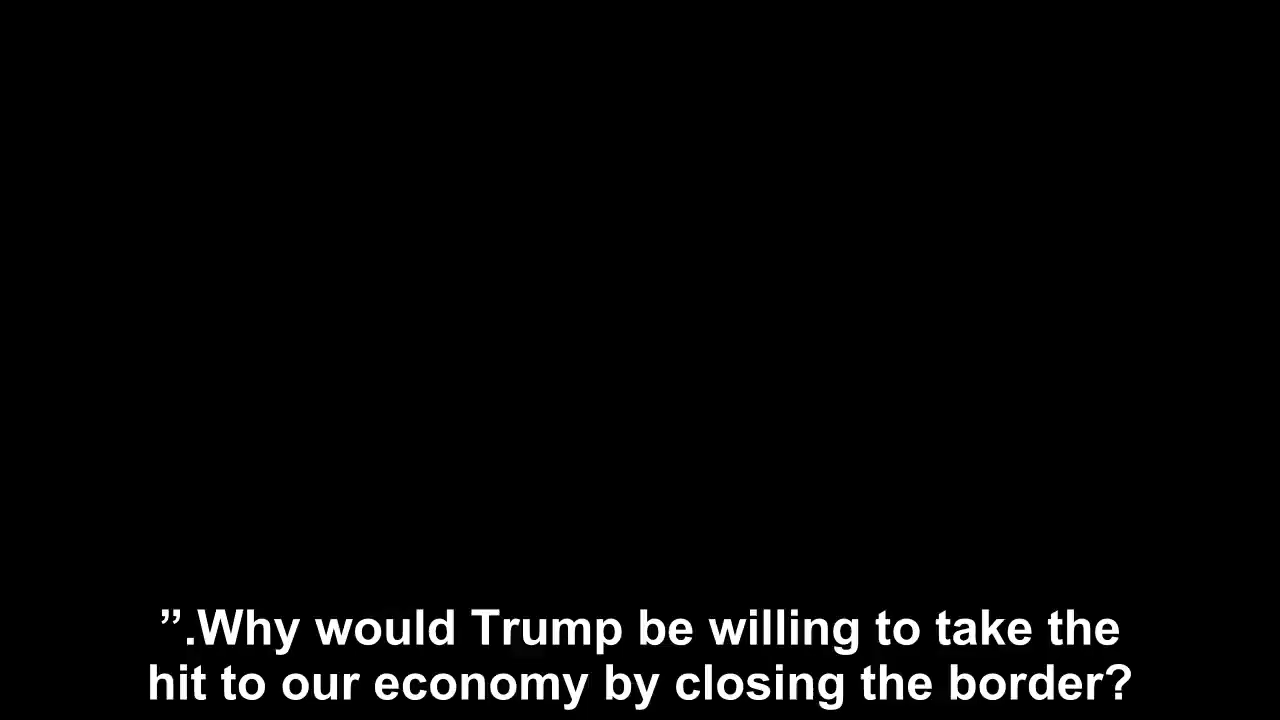 ”.Why would Trump be willing to take the
hit to our economy by closing the border?